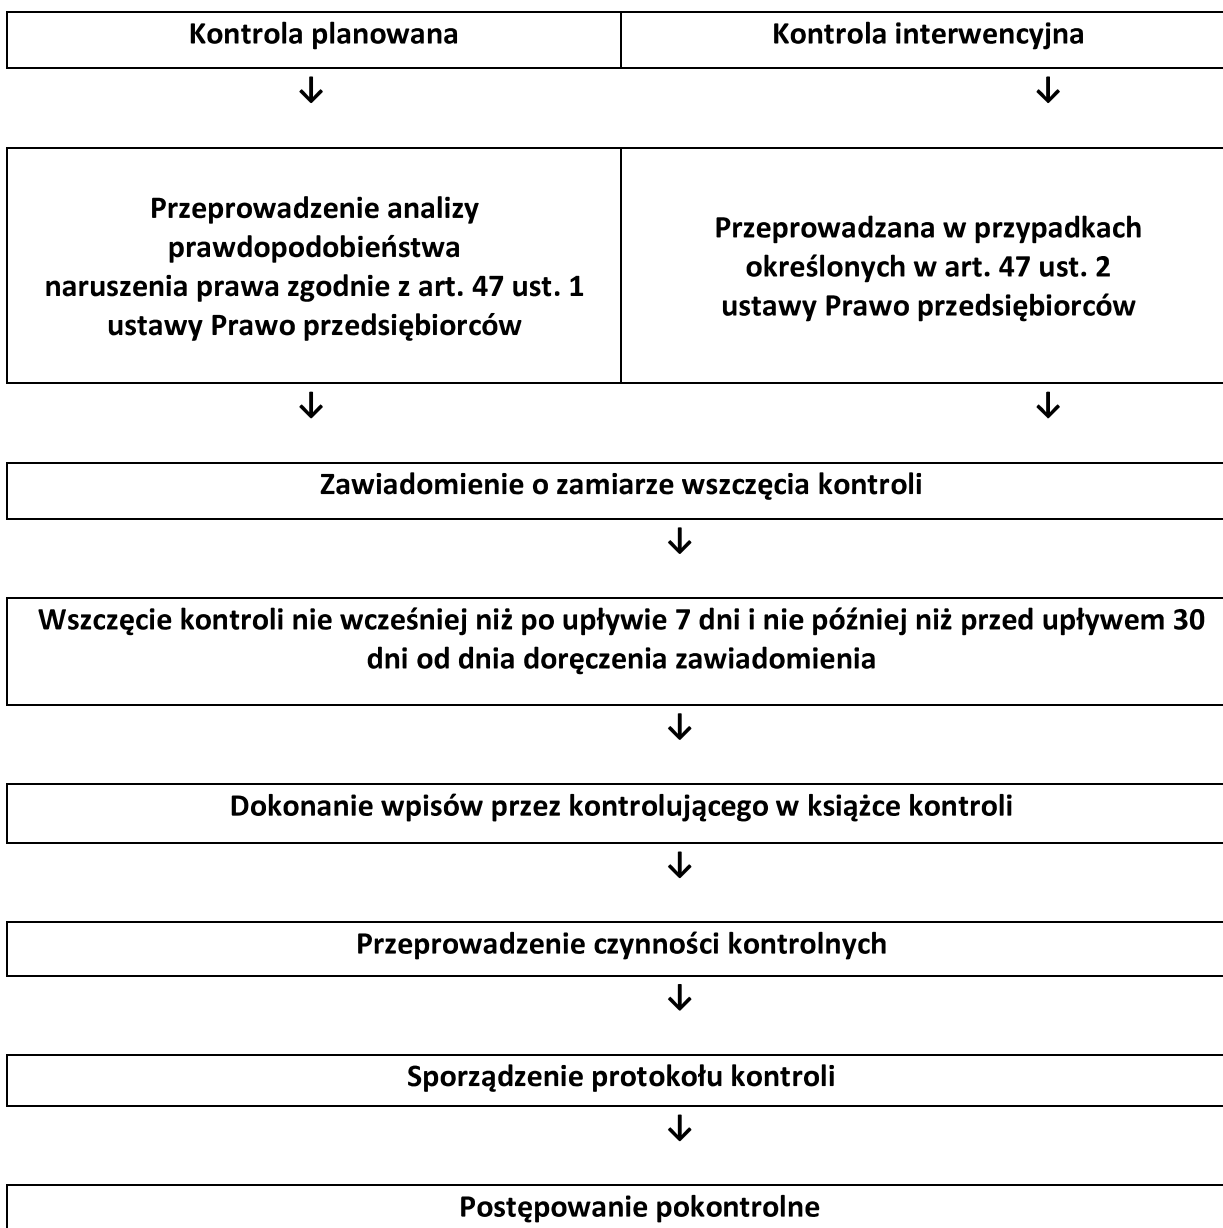 Kontrola planowana
Kontrola interwencyjna
↓
↓
Przeprowadzenie analizy
prawdopodobieństwa
naruszenia prawa zgodnie z art. 47 ust. 1
ustawy Prawo przedsiębiorców
Przeprowadzana w przypadkach
określonych w art. 47 ust. 2
ustawy Prawo przedsiębiorców
↓
↓
Zawiadomienie o zamiarze wszczęcia kontroli
↓
Wszczęcie kontroli nie wcześniej niż po upływie 7 dni i nie później niż przed upływem 30
dni od dnia doręczenia zawiadomienia
↓
Dokonanie wpisów przez kontrolującego w książce kontroli
↓
Przeprowadzenie czynności kontrolnych
↓
Sporządzenie protokołu kontroli
↓
Postępowanie pokontrolne